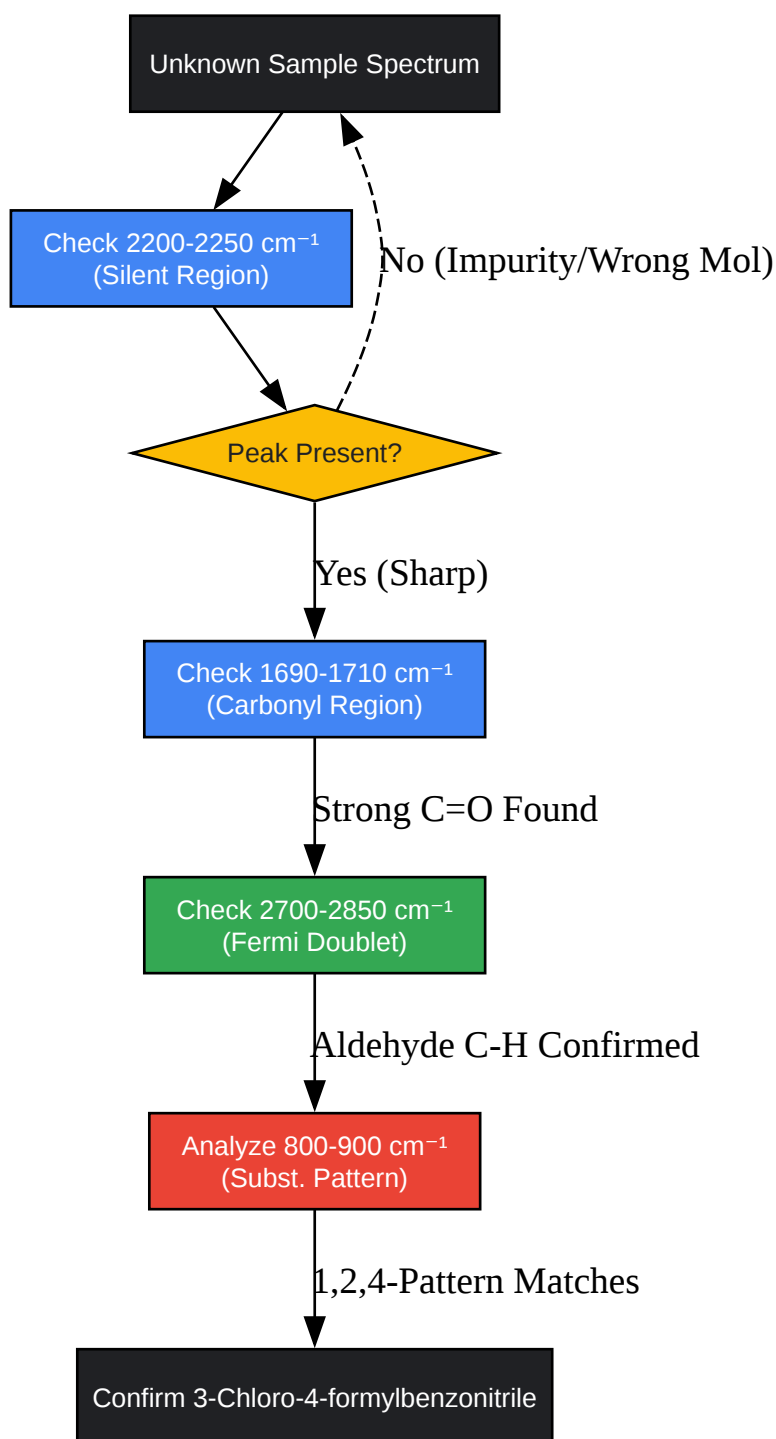 Unknown Sample Spectrum
Check 2200-2250 cm⁻¹
(Silent Region)
No (Impurity/Wrong Mol)
Peak Present?
Yes (Sharp)
Check 1690-1710 cm⁻¹
(Carbonyl Region)
Strong C=O Found
Check 2700-2850 cm⁻¹
(Fermi Doublet)
Aldehyde C-H Confirmed
Analyze 800-900 cm⁻¹
(Subst. Pattern)
1,2,4-Pattern Matches
Confirm 3-Chloro-4-formylbenzonitrile